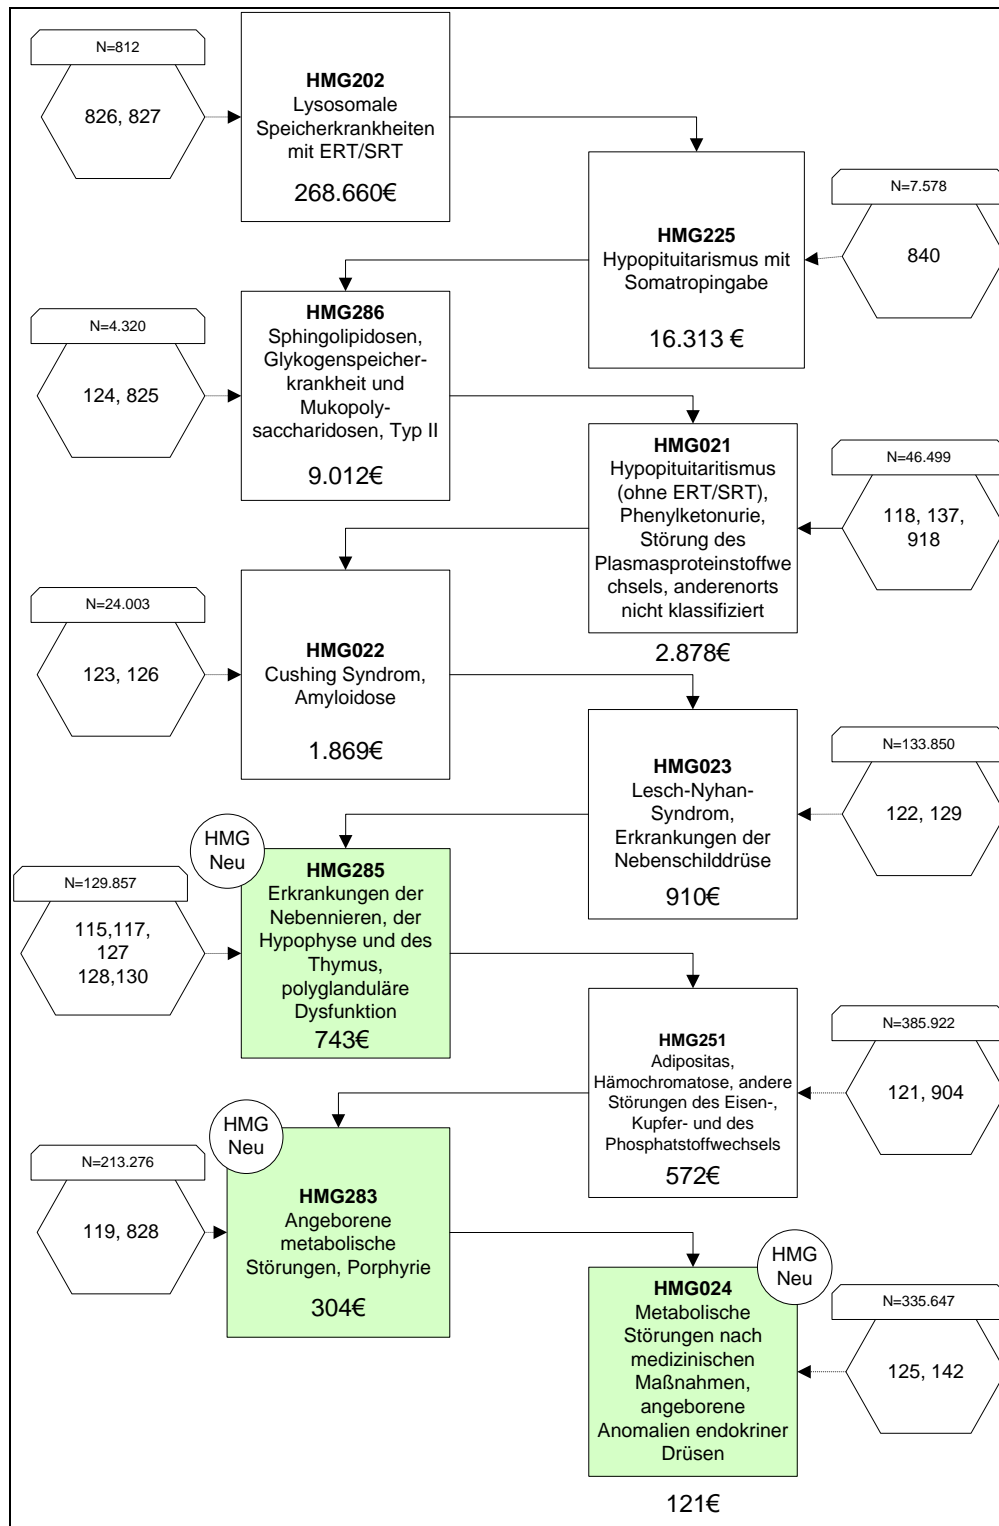 N=812
826, 827
HMG202
Lysosomale
Speicherkrankheiten
mit ERT/SRT
268.660€
N=7.578
840
HMG225
Hypopituitarismus mit
Somatropingabe
16.313 €
N=4.320
124, 825
HMG286
Sphingolipidosen,
Glykogenspeicher-
krankheit und
Mukopoly-
saccharidosen, Typ II
9.012€
N=46.499
118, 137,
918
HMG021
Hypopituitaritismus
(ohne ERT/SRT),
Phenylketonurie,
Störung des
Plasmasproteinstoffwe
chsels, anderenorts
nicht klassifiziert
2.878€
N=24.003
123, 126
HMG022
Cushing Syndrom,
Amyloidose
1.869€
N=133.850
122, 129
HMG023
Lesch-Nyhan-
Syndrom,
Erkrankungen der
Nebenschilddrüse
910€
HMG
Neu
N=129.857
115,117,
127
128,130
HMG285
Erkrankungen der
Nebennieren, der
Hypophyse und des
Thymus,
polyglanduläre
Dysfunktion
743€
N=385.922
121, 904
HMG251
Adipositas,
Hämochromatose, andere
Störungen des Eisen-,
Kupfer- und des
Phosphatstoffwechsels
572€
HMG
Neu
N=213.276
119, 828
HMG283
Angeborene
metabolische
Störungen, Porphyrie
304€
HMG
Neu
N=335.647
125, 142
HMG024
Metabolische
Störungen nach
medizinischen
Maßnahmen,
angeborene
Anomalien endokriner
Drüsen
121€